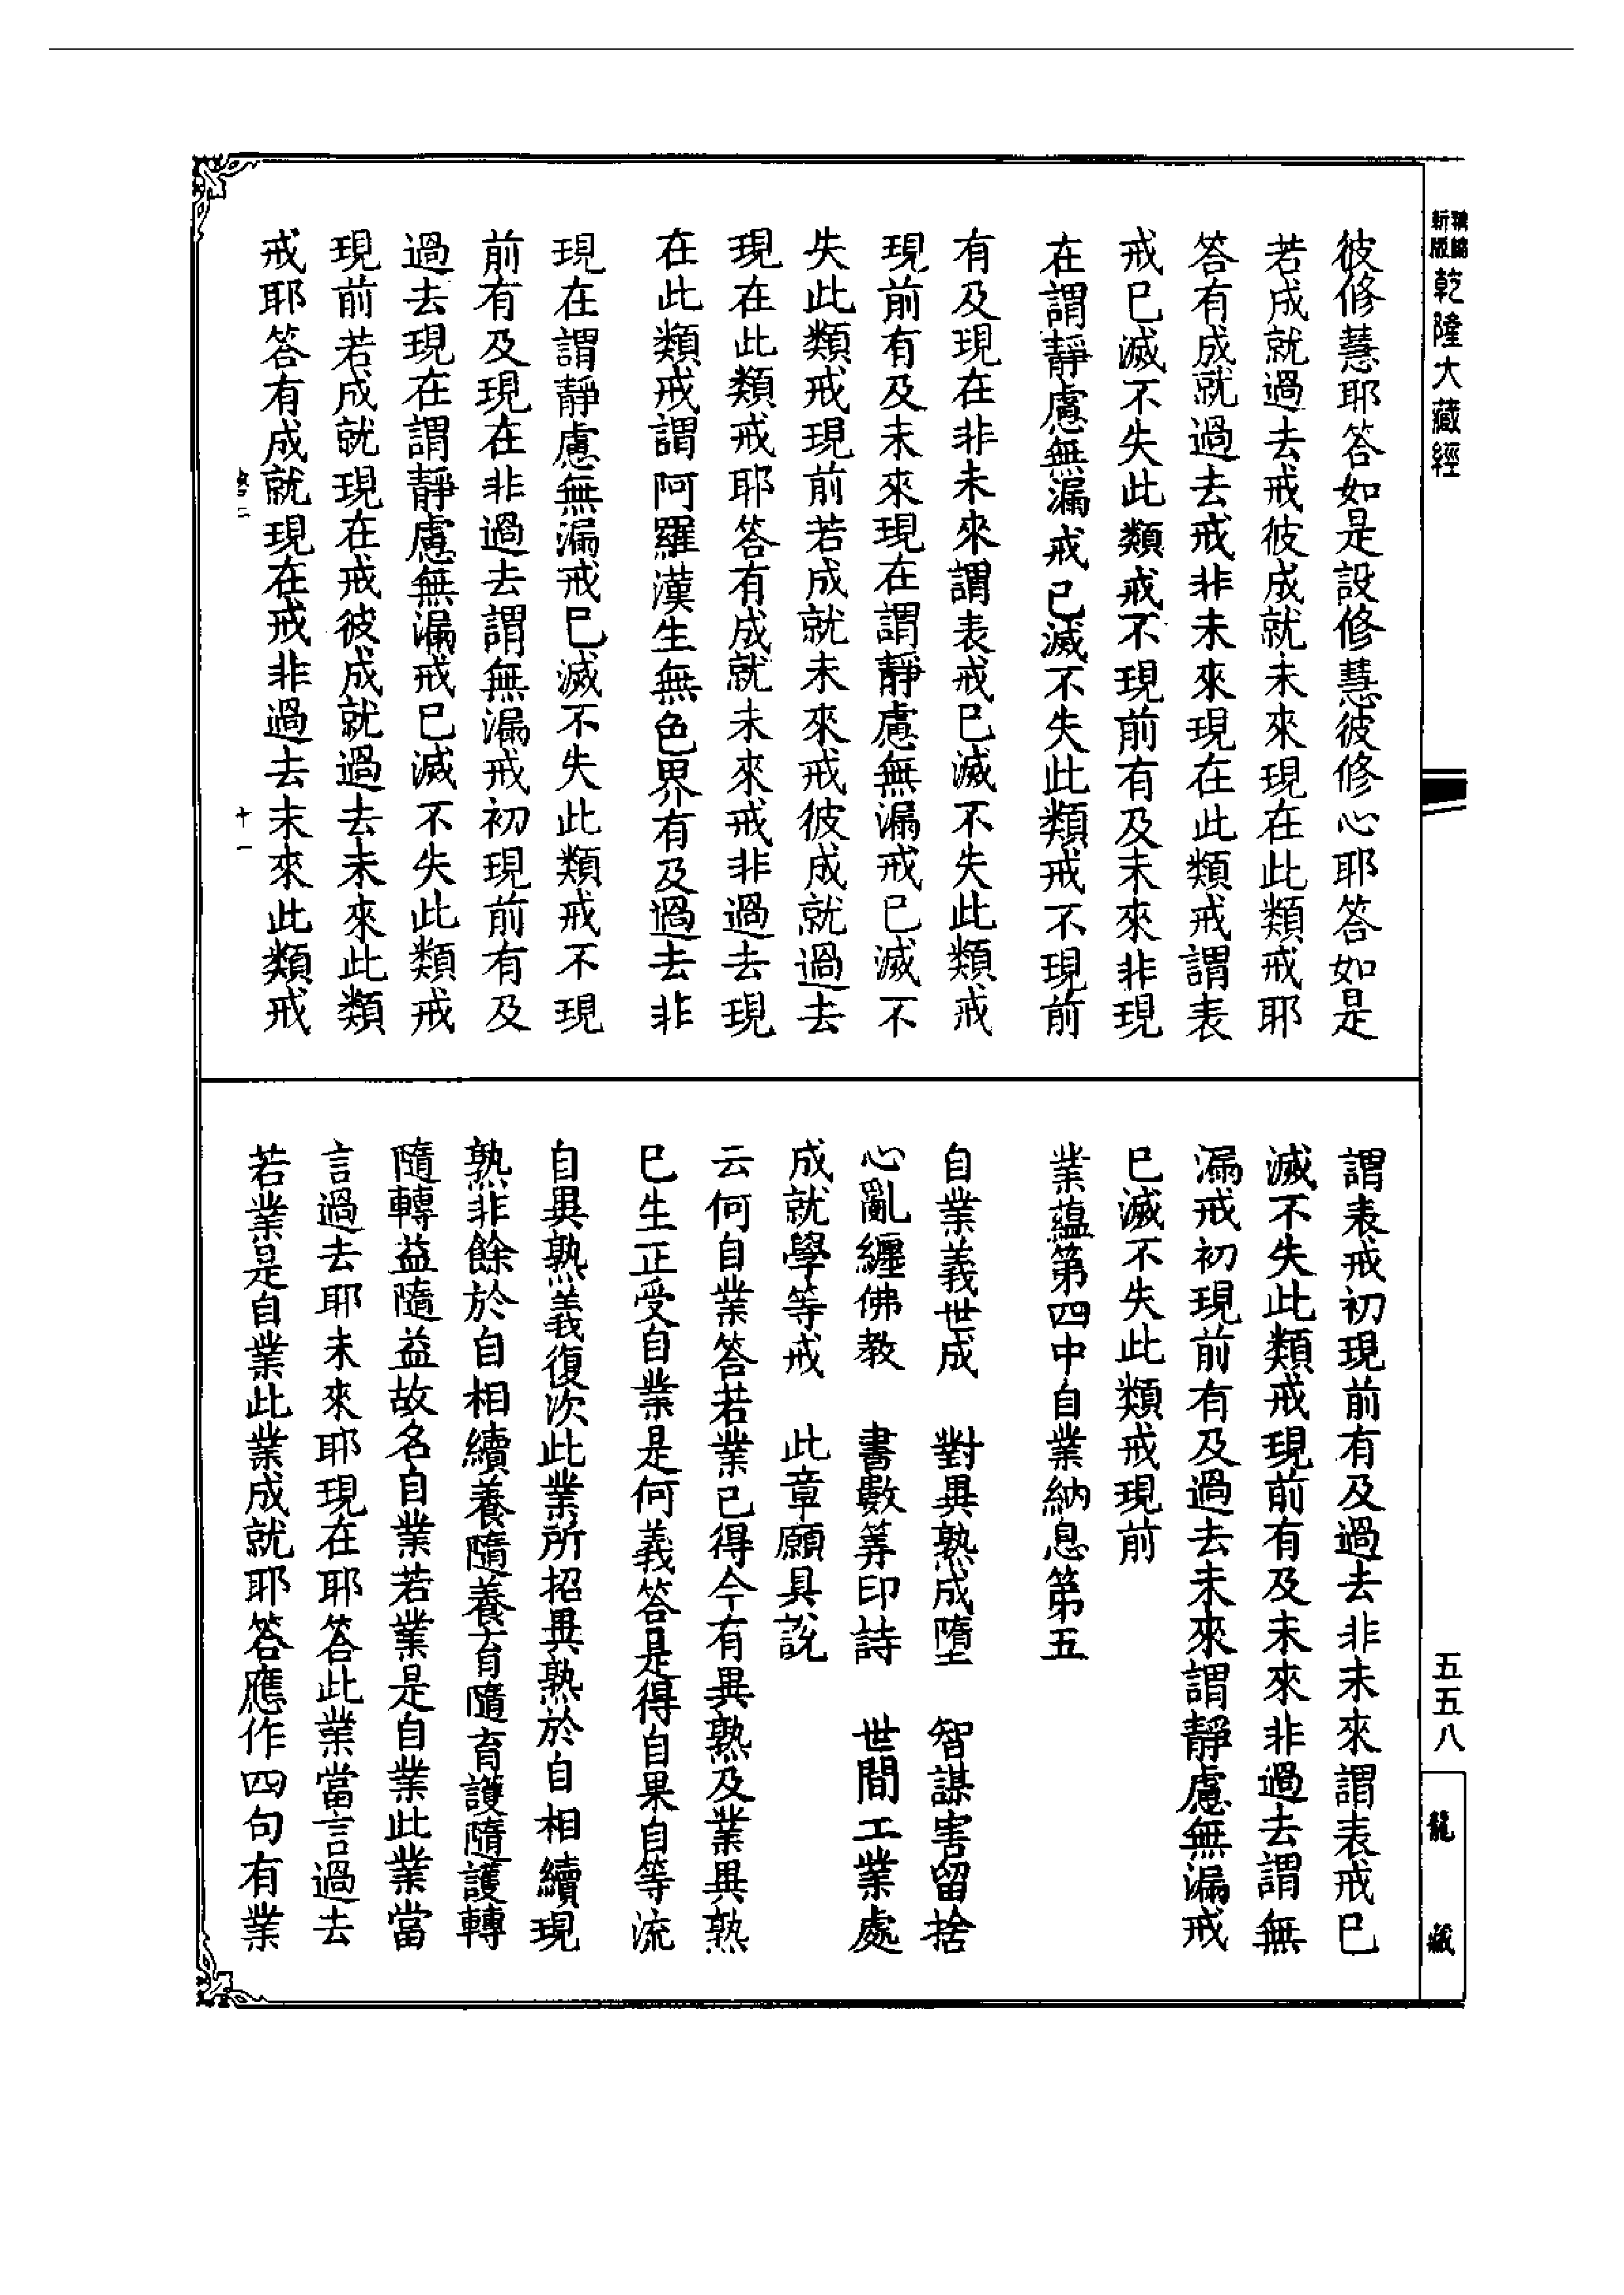 新編
新版
乾隆大藏經
彼修慧耶答如是設修慧彼修心耶答如是
若成就過去戒彼成就未來現在此類戒耶
答有成就過去戒非未來現在此類戒謂表
戒已滅不失此類戒不現前有及未來非現
在謂靜慮無漏戒已滅不失此類戒不現前
有及現在非未來謂表戒已滅不失此類戒
現前有及未來現在謂靜慮無漏戒已滅不
失此類戒現前若成就未來戒彼成就過去
現在此類戒耶答有成就未來戒非過去現
在此類戒謂阿羅漢生無色界有及過去非
現在謂靜慮無漏戒已滅不失此類戒不現
前有及現在非過去謂無漏戒初現前有及
過去現在謂靜慮無漏戒已滅不失此類戒
現前若成就現在戒彼成就過去未來此類
戒耶答有成就現在戒非過去未來此類戒
十一
謂表戒初現前有及過去非未來謂表戒已
滅不失此類戒現前有及未來非過去謂無
漏戒初現前有及過去未來謂靜慮無漏戒
已滅不失此類戒現前
業蘊第四中自業納息第五
自業義世成　對異熟成墮　智謀害留捨
心亂纏佛教　書數筭印詩　世間工業處
成就學等戒　此章願具說
云何自業答若業已得今有異熟及業異熟
已生正受自業是何義答是得自果自等流
自異熟義復次此業所招異熟於自相續現
熟非餘於自相續養隨養育隨育護隨護轉
隨轉益隨益故名自業若業是自業此業當
言過去耶未來耶現在耶答此業當言過去
若業是自業此業成就耶答應作四句有業
五五八
龍藏